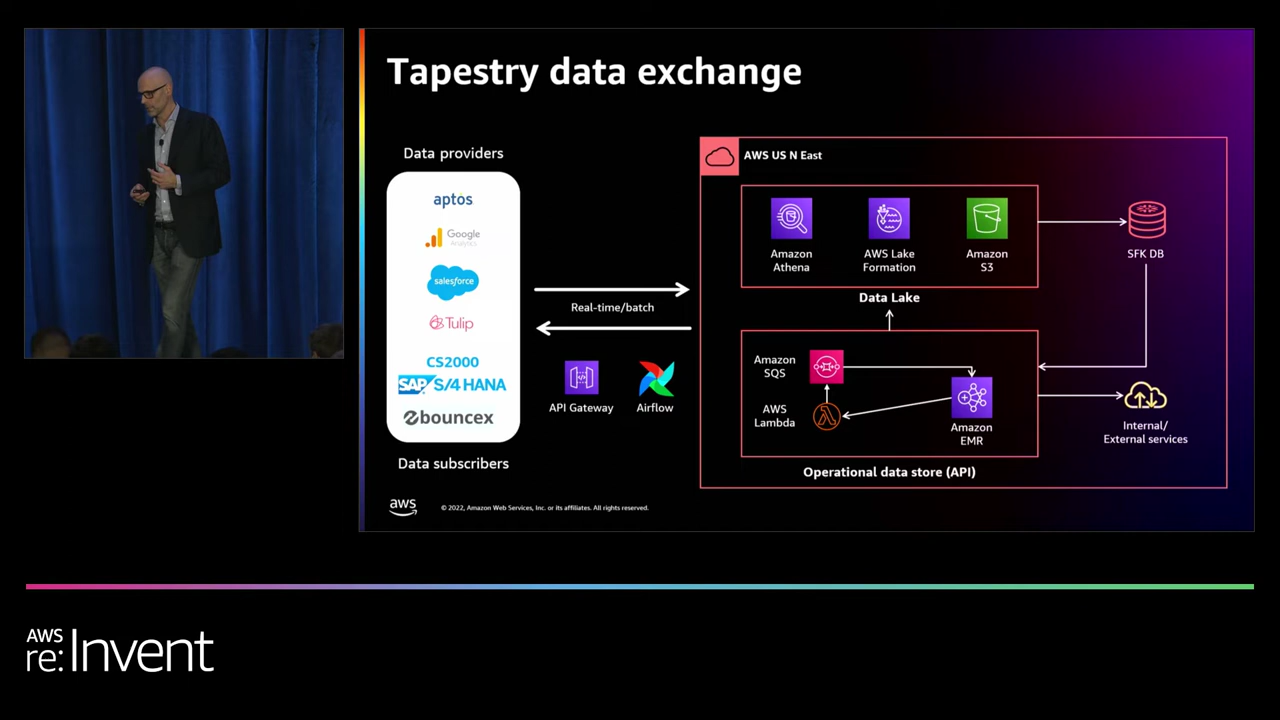 Tapestry data exchange
Data providers
aptos
Google
Analytics
salesforce
Tulip
CS2000
SAP S/4 HANA
bouncex
Data subscribers
Real-time/batch
API Gateway
Airflow
AWS US N East
Amazon
Athena
AWS Lake
Formation
Amazon
S3
Data Lake
SFK DB
Amazon
SQS
AWS
Lambda
Amazon
EMR
Operational data store (API)
Internal/
External services
aws
© 2022, Amazon Web Services, Inc. or its affiliates. All rights reserved.
AWS
re:Invent